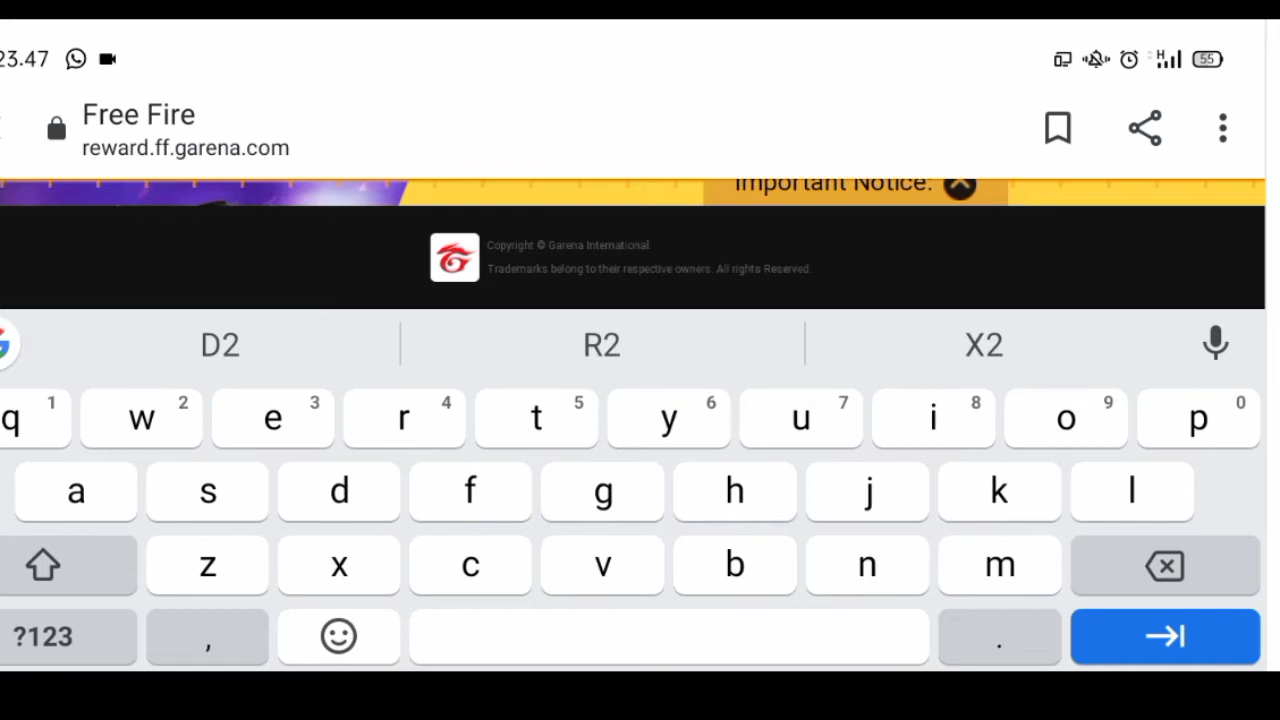 23.47
H
55
Free Fire
reward.ff.garena.com
Important Notice:
Copyright © Garena International.
Trademarks belong to their respective owners. All rights Reserved.
D2 R2 X2
q 1 w 2 e 3 r 4 t 5 y 6 u 7 i 8 o 9 p 0
a s d f g h j k l
z x c v b n m
?123 , .